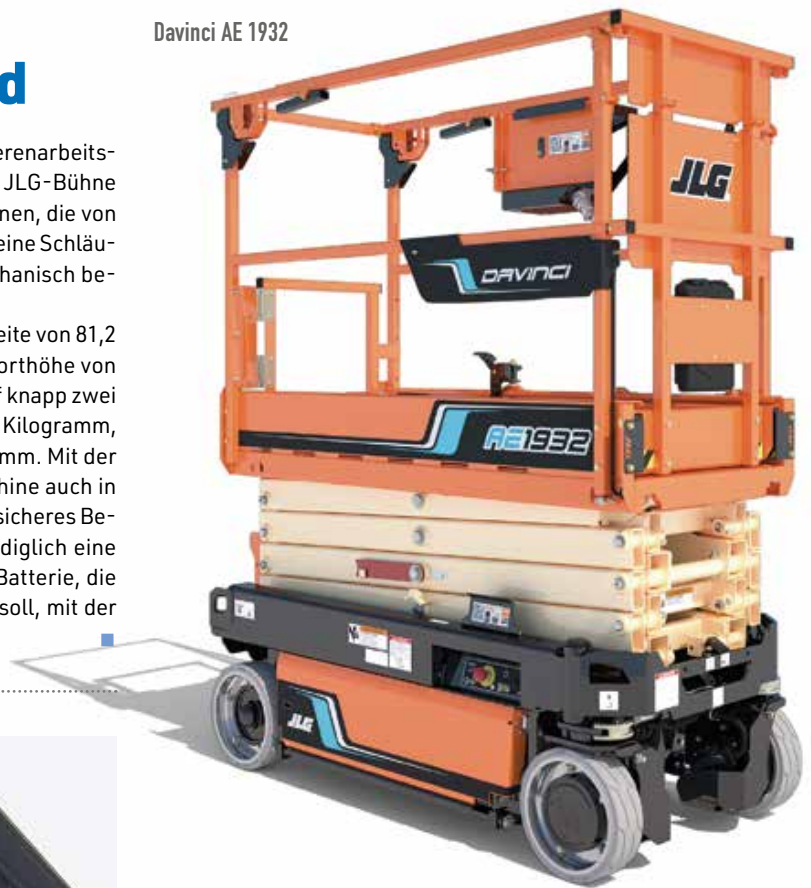 Davinci AE 1932
d
erenarbeits-
JLG-Bühne
nen, die von
eine Schläu-
chanisch be-
eite von 81,2
orthöhe von
f knapp zwei
Kilogramm,
mm. Mit der
hine auch in
sicheres Be-
diglich eine
Batterie, die
soll, mit der
JLG
DAVINCI
AE1932
JLG